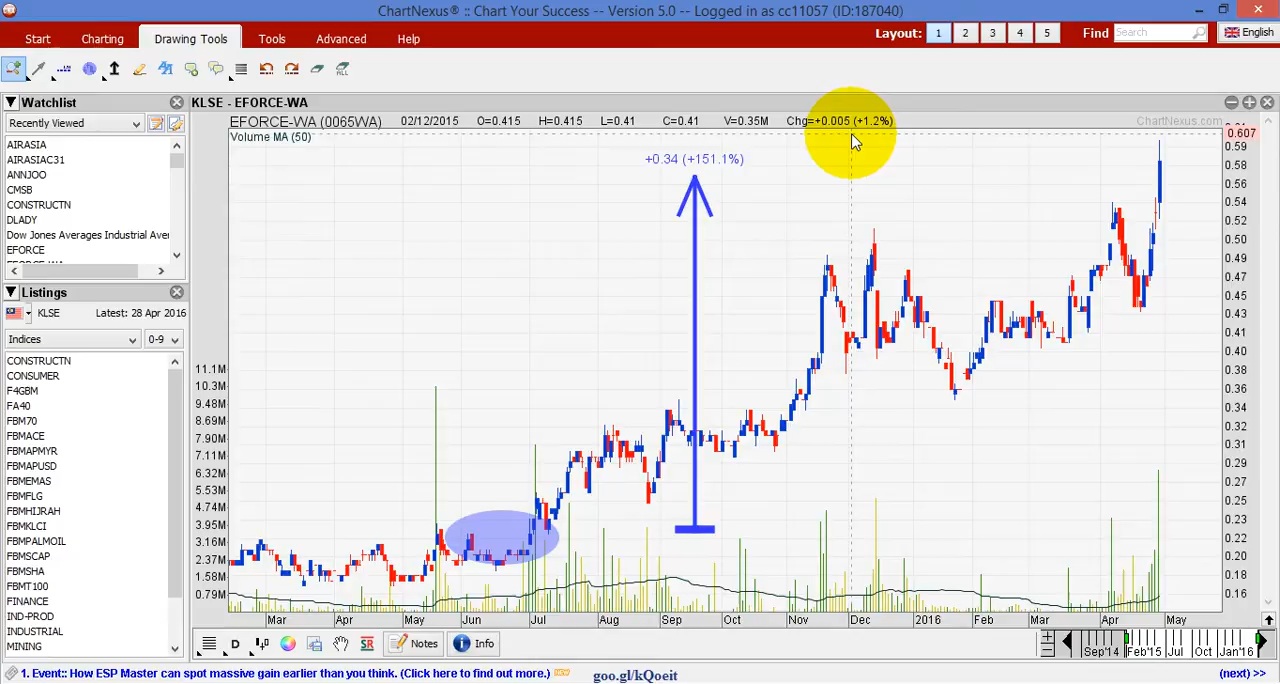 ChartNexus® :: Chart Your Success -- Version 5.0 -- Logged in as cc11057 (ID:187040)
Start Charting Drawing Tools Tools Advanced Help Layout: 1 2 3 4 5 Find Search English
ALL
Watchlist
Recently Viewed
AIRASIA
AIRASIAC31
ANNJOO
CMSB
CONSTRUCTN
DLADY
Dow Jones Averages Industrial Aver
EFORCE
Listings
KLSE Latest: 28 Apr 2016
Indices 0-9
CONSTRUCTN
CONSUMER
F4GBM
FA40
FBM70
FBMACE
FBMAPMYR
FBMAPUSD
FBMEMAS
FBMFLG
FBMHIJRAH
FBMKLCI
FBMPALMOIL
FBMSCAP
FBMSHA
FBMT100
FINANCE
IND-PROD
INDUSTRIAL
MINING
KLSE - EFORCE-WA
EFORCE-WA (0065WA) 02/12/2015 O=0.415 H=0.415 L=0.41 C=0.41 V=0.35M Chg=+0.005 (+1.2%) ChartNexus.com
Volume MA (50)
+0.34 (+151.1%)
0.607
0.59
0.58
0.56
0.54
0.52
0.50
0.49
0.47
0.45
0.43
0.41
0.40
0.38
0.36
0.34
0.32
0.31
0.29
0.27
0.25
0.23
0.22
0.20
0.18
0.16
11.1M
10.3M
9.48M
8.69M
7.90M
7.11M
6.32M
5.53M
4.74M
3.95M
3.16M
2.37M
1.58M
0.79M
Mar Apr May Jun Jul Aug Sep Oct Nov Dec 2016 Feb Mar Apr May
D SR Notes Info
Sep'14 Feb'15 Jul Oct Jan'16
1. Event:: How ESP Master can spot massive gain earlier than you think. (Click here to find out more.) NEW goo.gl/kQoeit (next) >>